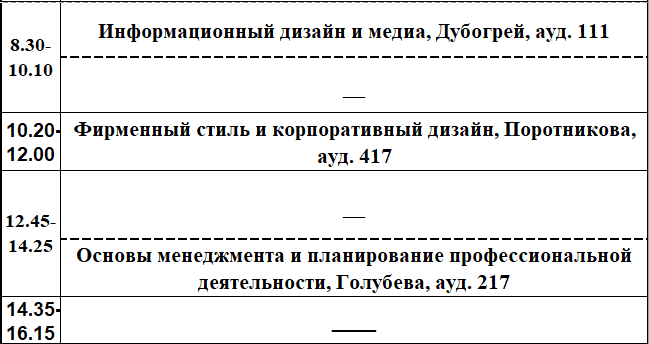 8.30-
10.10
Информационный дизайн и медиа, Дубогрей, ауд. 111
—
10.20-
12.00
Фирменный стиль и корпоративный дизайн, Поротникова,
ауд. 417
12.45-
14.25
—
Основы менеджмента и планирование профессиональной
деятельности, Голубева, ауд. 217
14.35-
16.15
——